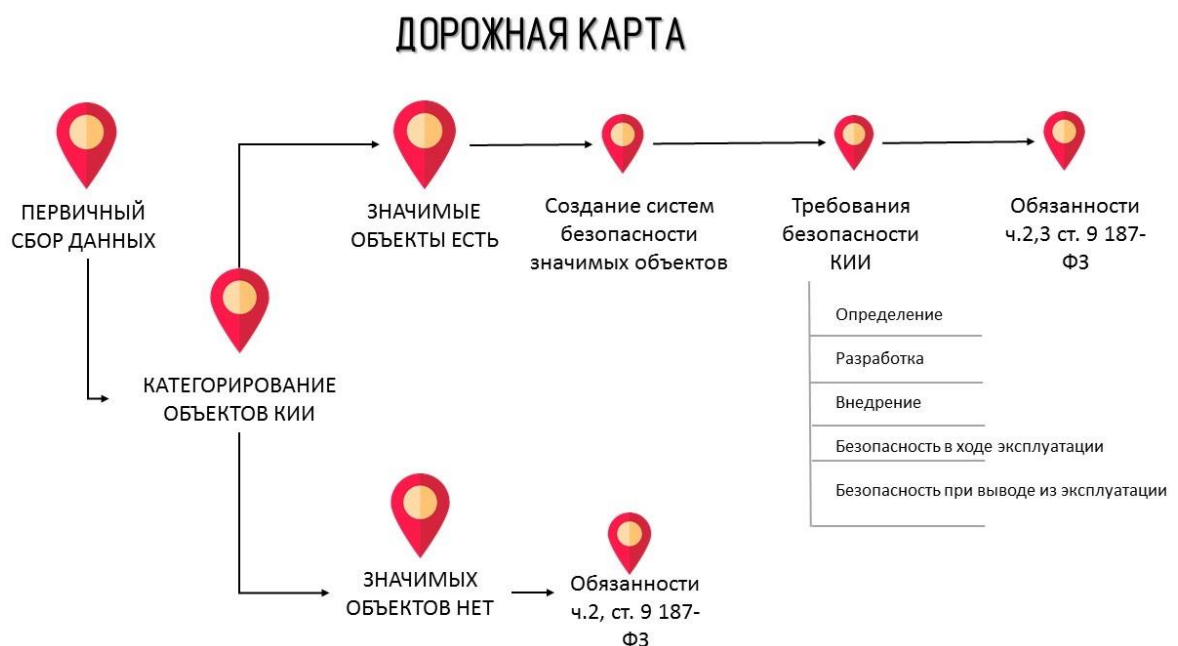 ДОРОЖНАЯ КАРТА
ПЕРВИЧНЫЙ
СБОР ДАННЫХ
КАТЕГОРИРОВАНИЕ
ОБЪЕКТОВ КИИ
ЗНАЧИМЫЕ
ОБЪЕКТЫ ЕСТЬ
Создание систем
безопасности
значимых объектов
Требования
безопасности
КИИ
Определение
Разработка
Внедрение
Безопасность в ходе эксплуатации
Безопасность при выводе из эксплуатации
Обязанности
ч.2,3 ст. 9 187-
ФЗ
ЗНАЧИМЫХ
ОБЪЕКТОВ НЕТ
Обязанности
ч.2, ст. 9 187-
ФЗ